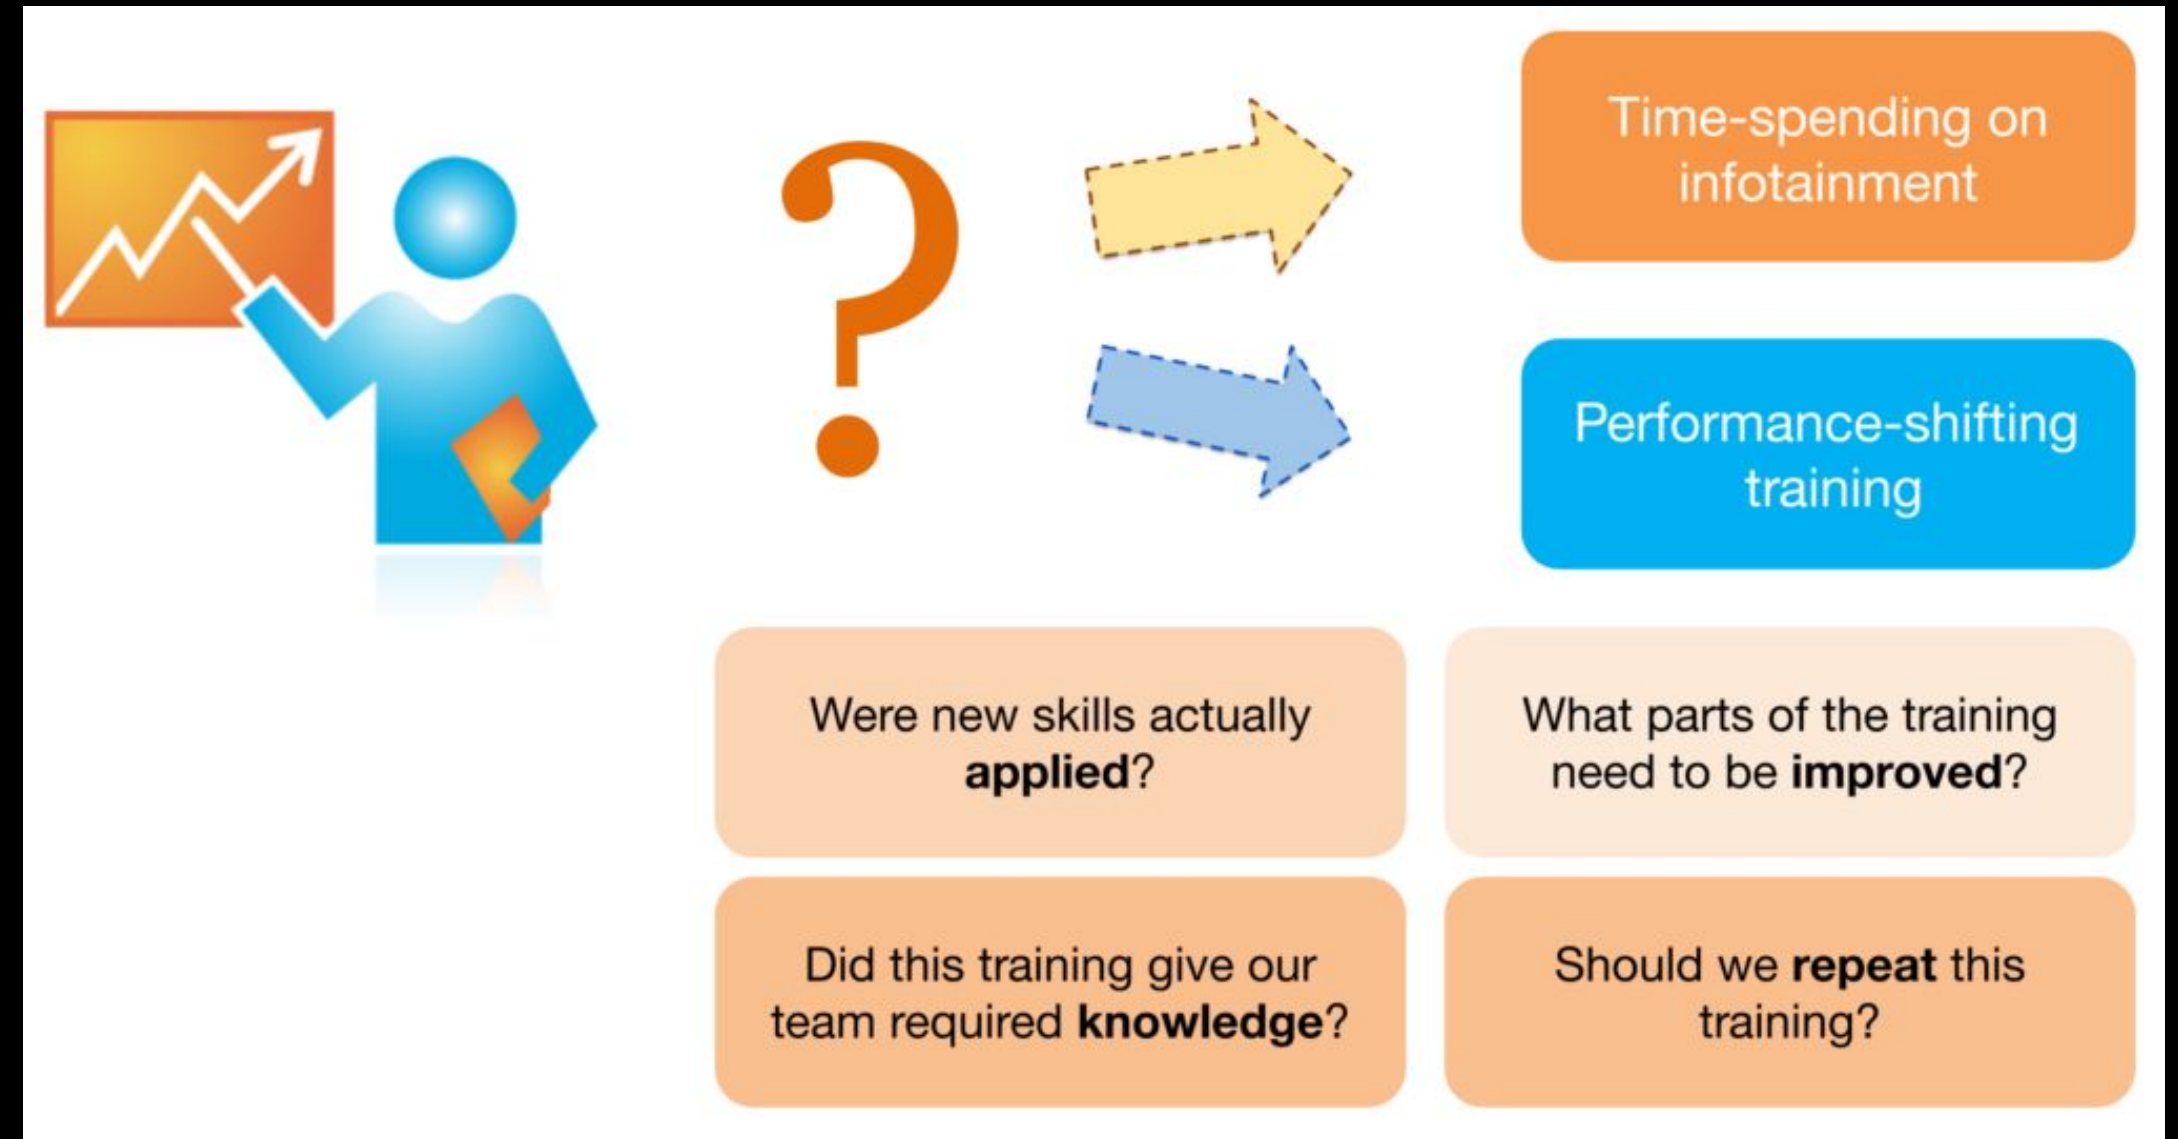 ?
Time-spending on
infotainment
Performance-shifting
training
Were new skills actually
applied?
What parts of the training
need to be improved?
Did this training give our
team required knowledge?
Should we repeat this
training?